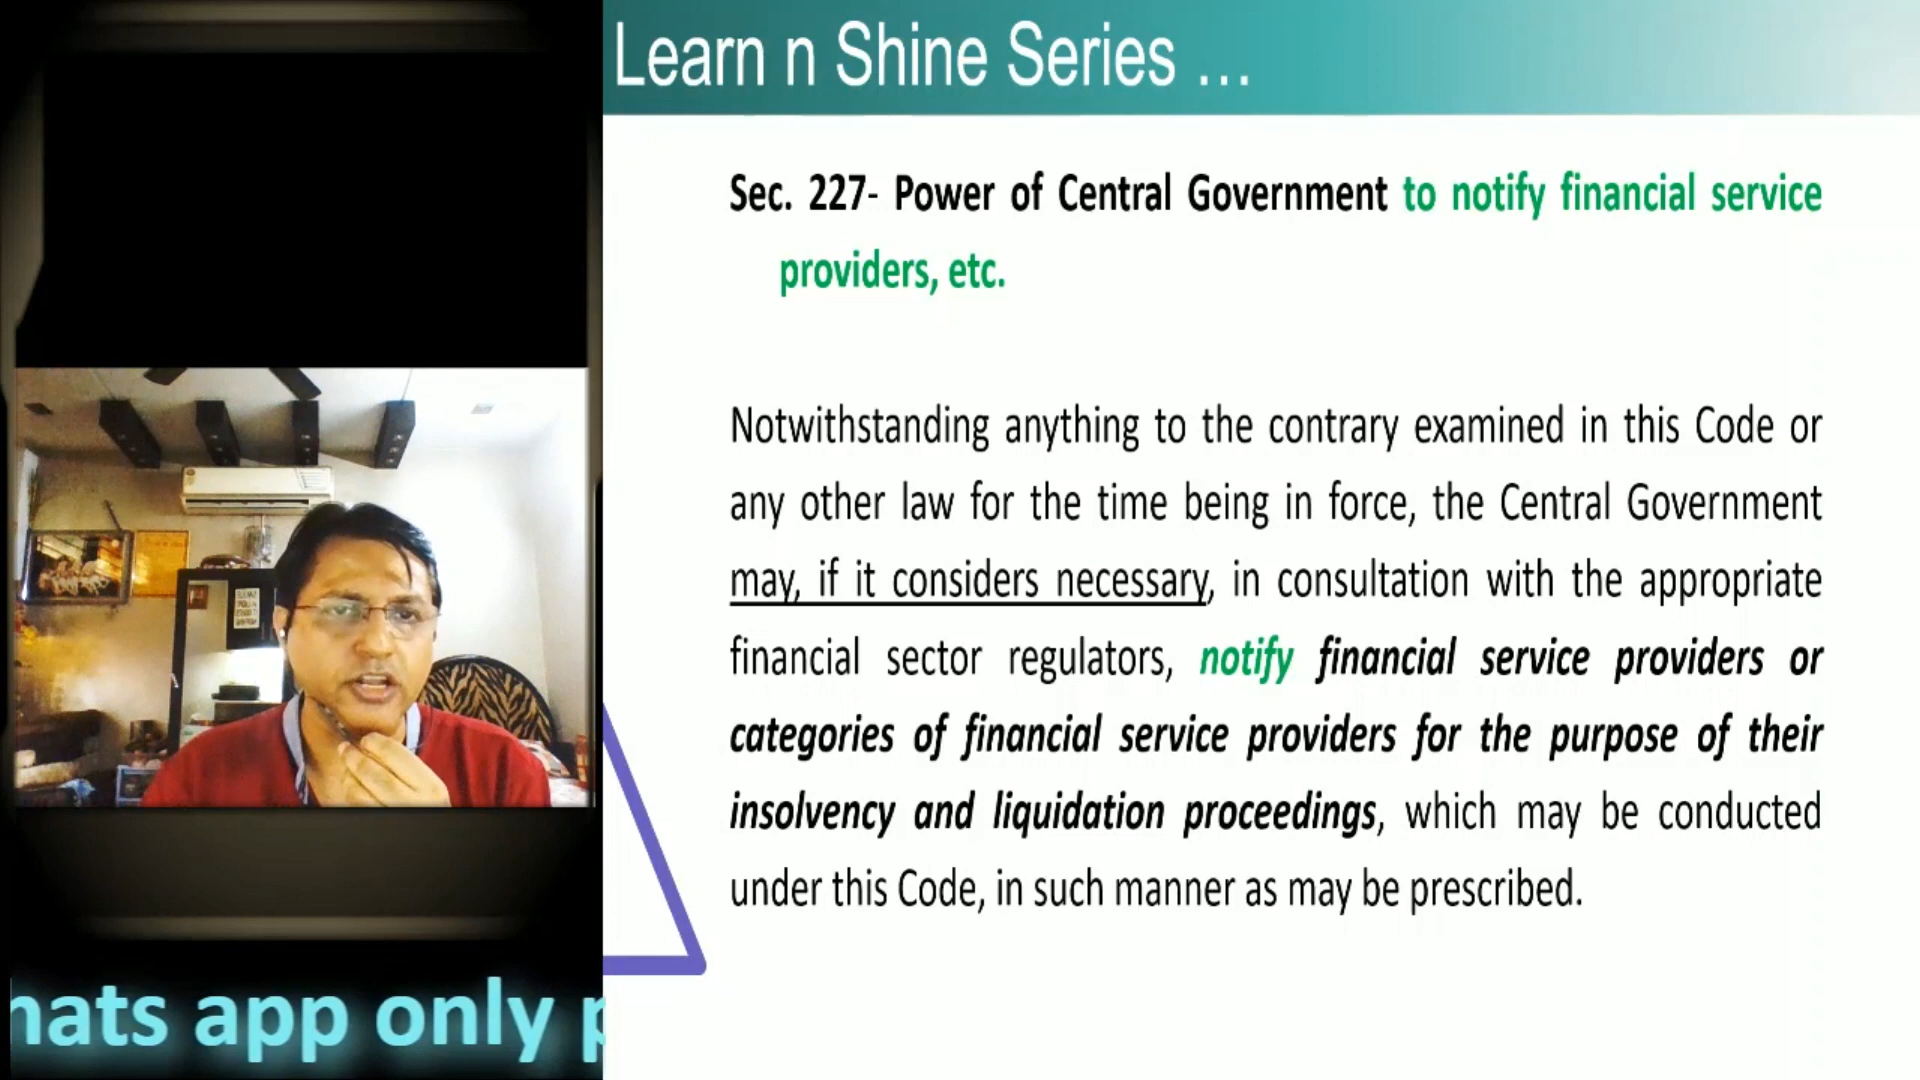 Learn n Shine Series ...
Sec. 227- Power of Central Government to notify financial service
providers, etc.
Notwithstanding anything to the contrary examined in this Code or
any other law for the time being in force, the Central Government
may, if it considers necessary, in consultation with the appropriate
financial sector regulators, notify financial service providers or
categories of financial service providers for the purpose of their
insolvency and liquidation proceedings, which may be conducted
under this Code, in such manner as may be prescribed.
hats app only p